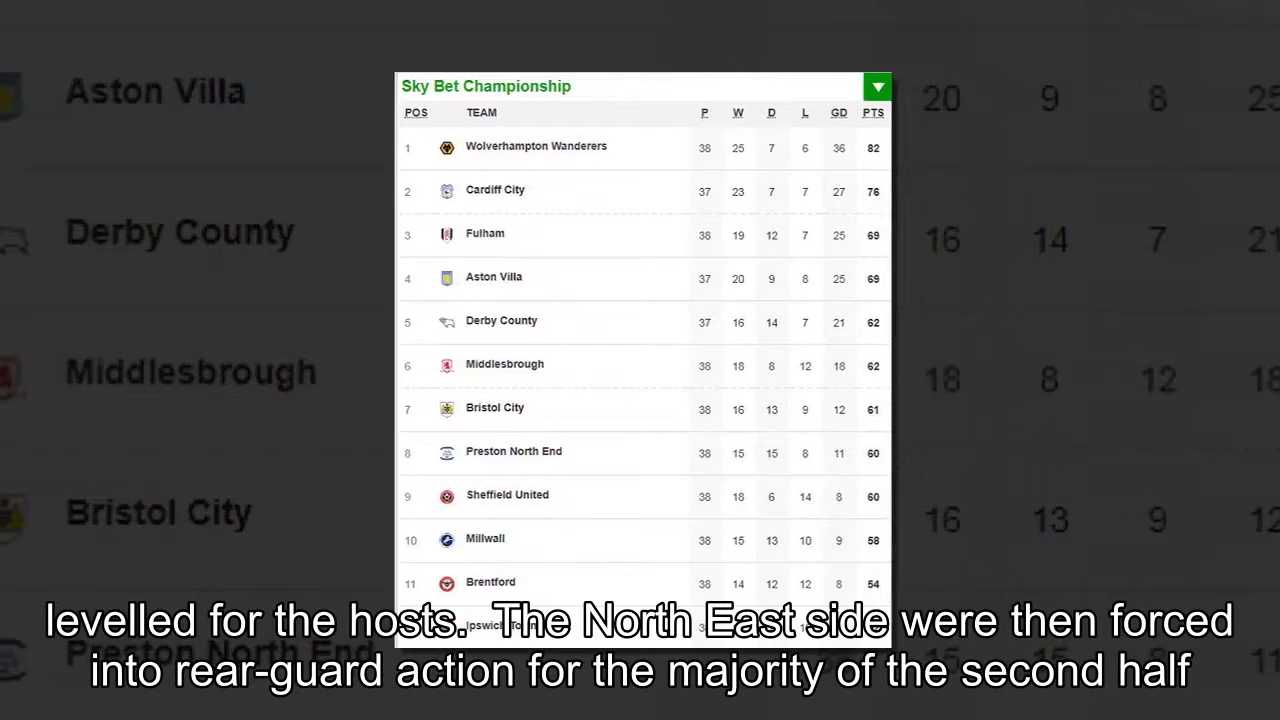 Sky Bet Championship
POS TEAM P W D L GD PTS
1 Wolverhampton Wanderers 38 25 7 6 36 82
2 Cardiff City 37 23 7 7 27 76
3 Fulham 38 19 12 7 25 69
4 Aston Villa 37 20 9 8 25 69
5 Derby County 37 16 14 7 21 62
6 Middlesbrough 38 18 8 12 18 62
7 Bristol City 38 16 13 9 12 61
8 Preston North End 38 15 15 8 11 60
9 Sheffield United 38 18 6 14 8 60
10 Millwall 38 15 13 10 9 58
11 Brentford 38 14 12 12 8 54
Aston Villa 20 9 8 25
Derby County 16 14 7 21
Middlesbrough 18 8 12 18
Bristol City 16 13 9 12
Preston North End
levelled for the hosts. The North East side were then forced
into rear-guard action for the majority of the second half